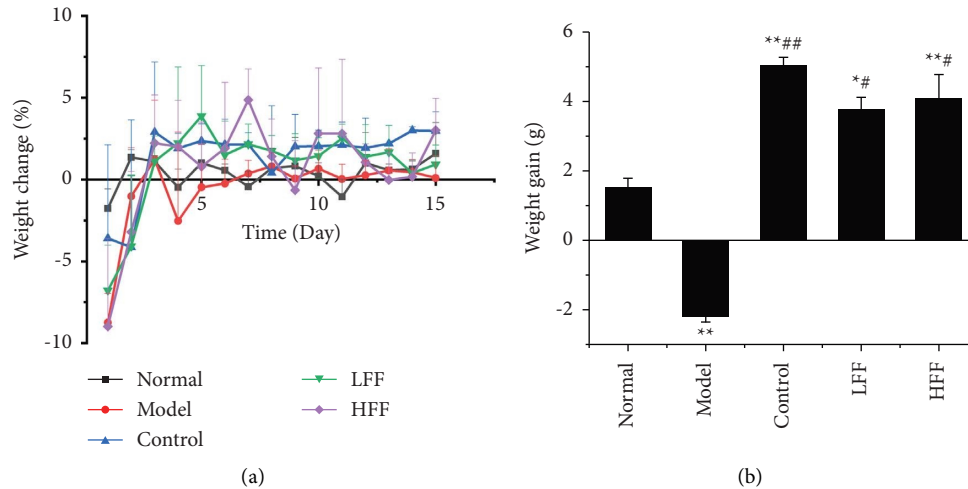 10
5
0
-5
-10
Weight change (%)
5
10
15
Time (Day)
Normal
Model
Control
LFF
HFF
(a)
6
4
2
0
-2
Weight gain (g)
**
**##
*#
**#
Normal
Model
Control
LFF
HFF
(b)